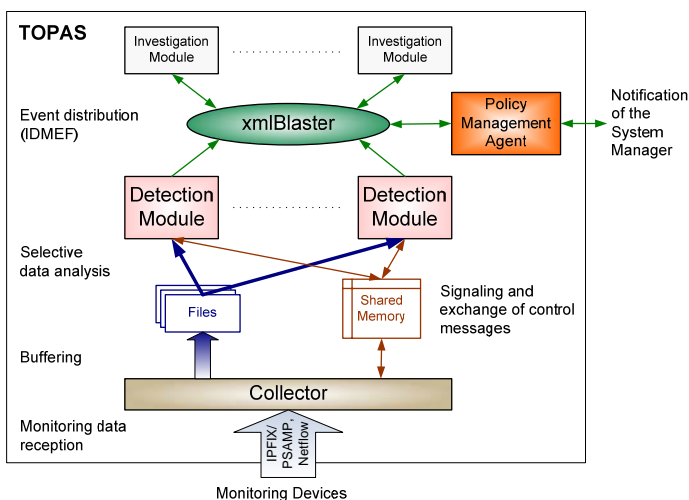 TOPAS
Investigation
Module
Investigation
Module
Event distribution
(IDMEF)
xmlBlaster
Policy
Management
Agent
Notification
of the
System
Manager
Detection
Module
Detection
Module
Selective
data analysis
Files
Shared
Memory
Signaling and
exchange of control
messages
Buffering
Collector
Monitoring data
reception
IPFIX/
PSAMP,
Netflow
Monitoring Devices